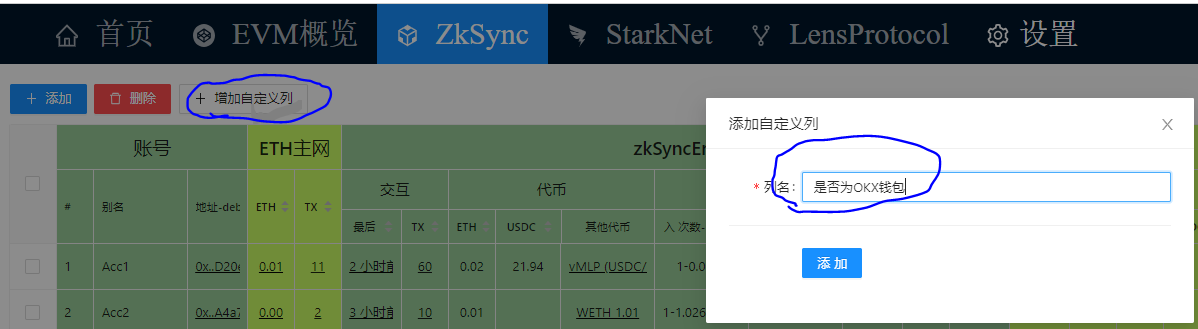 首页 EVM概览 ZkSync StarkNet LensProtocol 设置
+ 添加 删除 + 增加自定义列
添加自定义列 X
* 列名: 是否为OKX钱包
添 加
账号 ETH主网 zkSyncEr
交互 代币
# 别名 地址-deb ETH TX 最后 TX ETH USDC 其他代币 入 次数-
1 Acc1 0x..D20e 0.01 11 2 小时前 60 0.02 21.94 vMLP (USDC/ 1-0.0
2 Acc2 0x..A4a7 0.00 2 3 小时前 10 0.01 WETH 1.01 1-1.026